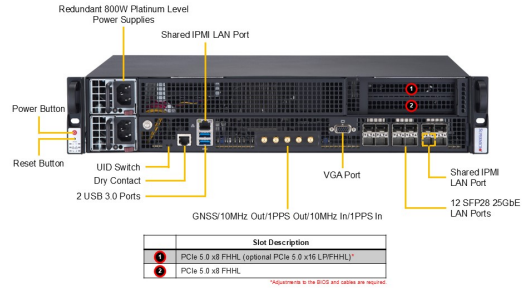 Redundant 800W Platinum Level
Power Supplies
Shared IPMI LAN Port
1
2
Power Button
Reset Button
UID Switch
Dry Contact
2 USB 3.0 Ports
VGA Port
Shared IPMI
LAN Port
12 SFP28 25GbE
LAN Ports
GNSS/10MHz Out/1PPS Out/10MHz In/1PPS In
Slot Description
1 PCIe 5.0 x8 FHHL (optional PCIe 5.0 x16 LP/FHHL)*
2 PCIe 5.0 x8 FHHL
*Adjustments to the BIOS and cables are required.